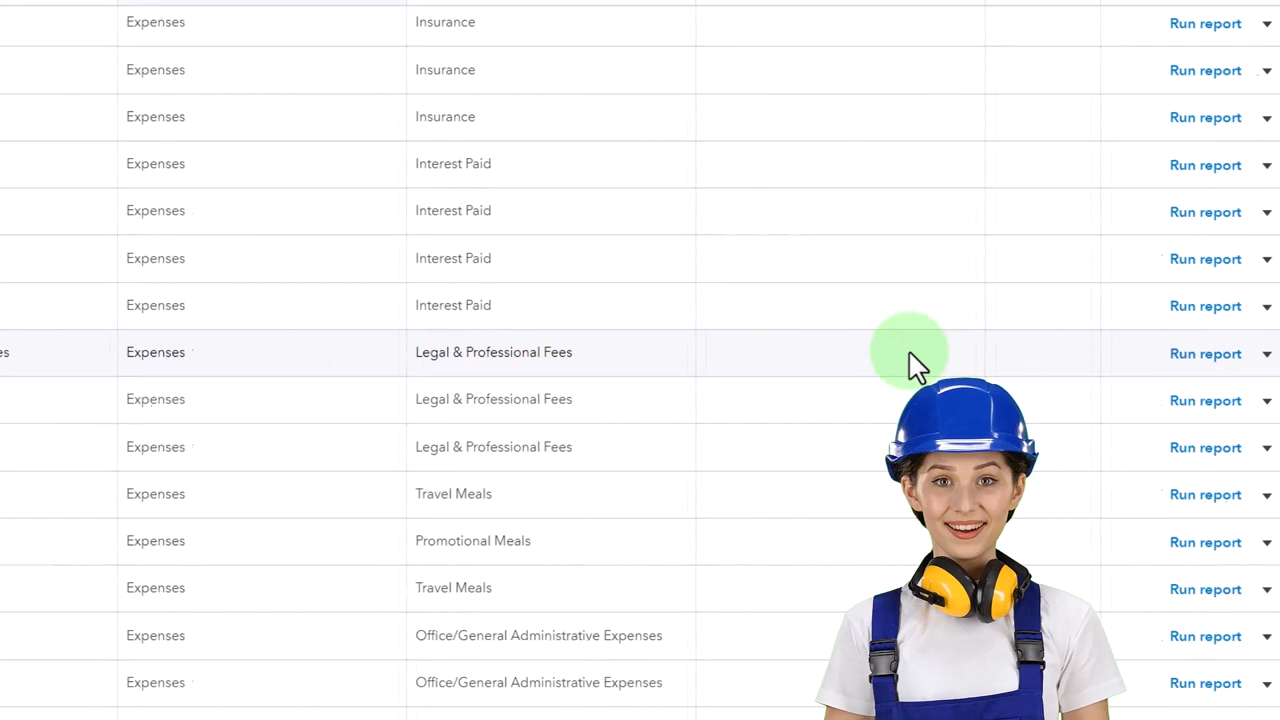 Expenses Insurance Run report
Expenses Insurance Run report
Expenses Insurance Run report
Expenses Interest Paid Run report
Expenses Interest Paid Run report
Expenses Interest Paid Run report
Expenses Interest Paid Run report
es Expenses Legal & Professional Fees Run report
Expenses Legal & Professional Fees Run report
Expenses Legal & Professional Fees Run report
Expenses Travel Meals Run report
Expenses Promotional Meals Run report
Expenses Travel Meals Run report
Expenses Office/General Administrative Expenses Run report
Expenses Office/General Administrative Expenses Run report